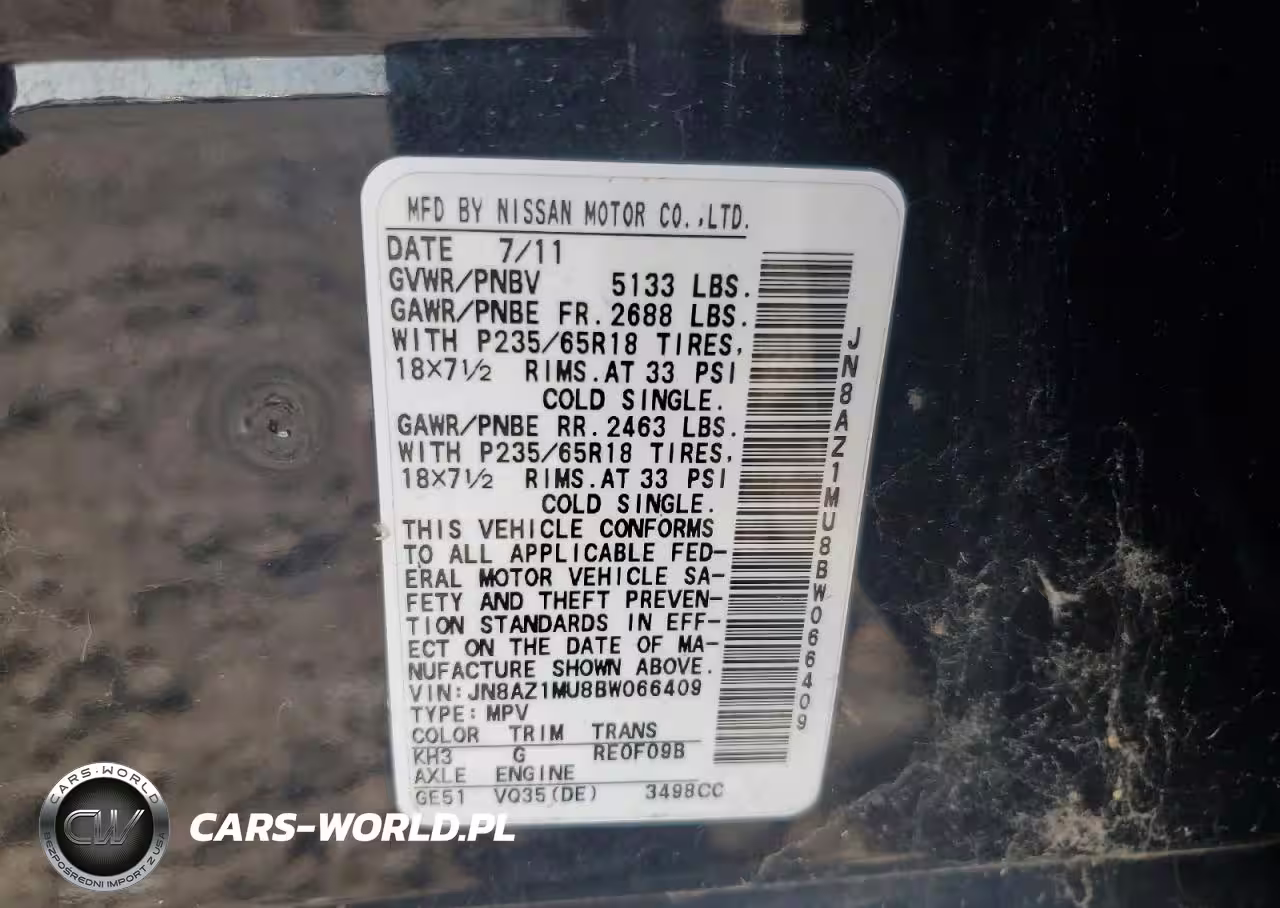 MFD BY NISSAN MOTOR CO.,LTD.
DATE 7/11
GVWR/PNBV 5133 LBS.
GAWR/PNBE FR.2688 LBS.
WITH P235/65R18 TIRES,
18×7½ RIMS.AT 33 PSI
COLD SINGLE.
GAWR/PNBE RR.2463 LBS.
WITH P235/65R18 TIRES,
18×7½ RIMS.AT 33 PSI
COLD SINGLE.
THIS VEHICLE CONFORMS
TO ALL APPLICABLE FED-
ERAL MOTOR VEHICLE SA-
FETY AND THEFT PREVEN-
TION STANDARDS IN EFF-
ECT ON THE DATE OF MA-
NUFACTURE SHOWN ABOVE.
VIN:JN8AZ1MU8BW066409
TYPE:MPV
COLOR TRIM TRANS
KH3 G RE0F09B
AXLE ENGINE
GE51 VQ35(DE) 3498CC
JN8AZ1MU8BW066409
CARS-WORLD
CW
BEZPOŚREDNI IMPORT Z USA
CARS-WORLD.PL